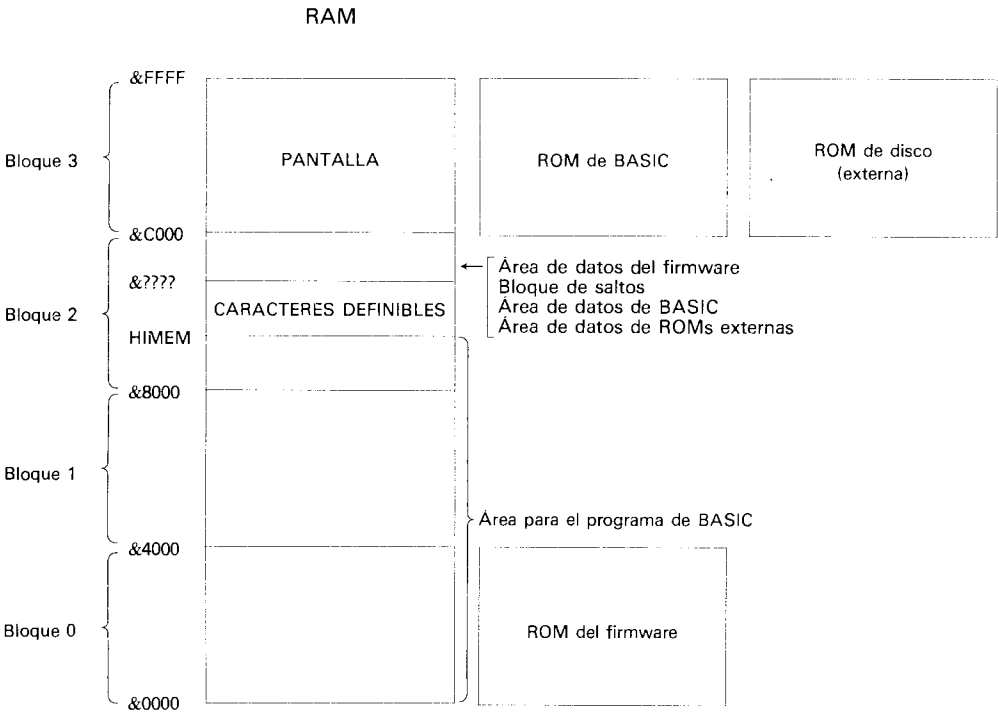 RAM
&FFFF
Bloque 3
PANTALLA
ROM de BASIC
ROM de disco
(externa)
&C000
Área de datos del firmware
&????
Bloque de saltos
Bloque 2
CARACTERES DEFINIBLES
Área de datos de BASIC
Área de datos de ROMs externas
HIMEM
&8000
Bloque 1
Área para el programa de BASIC
&4000
Bloque 0
ROM del firmware
&0000